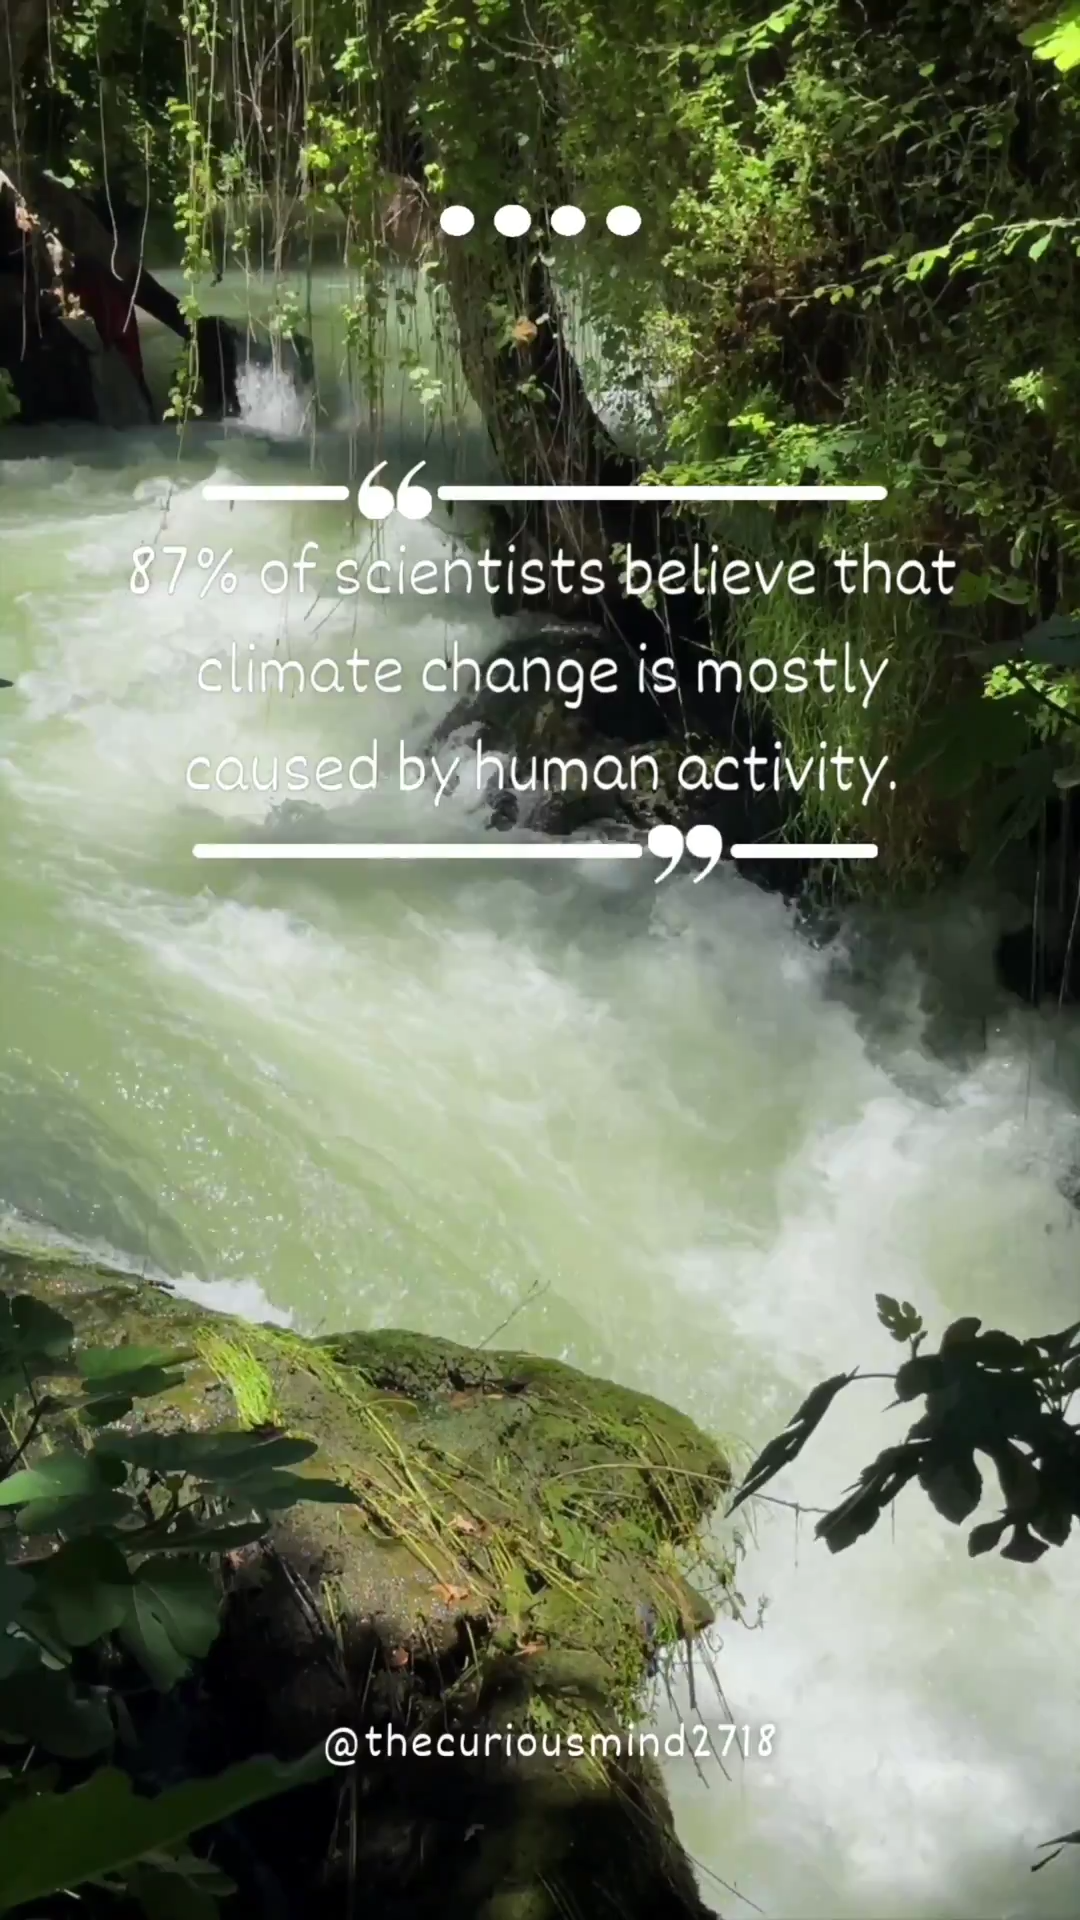 87% of scientists believe that
climate change is mostly
caused by human activity.
@thecuriousmind2718